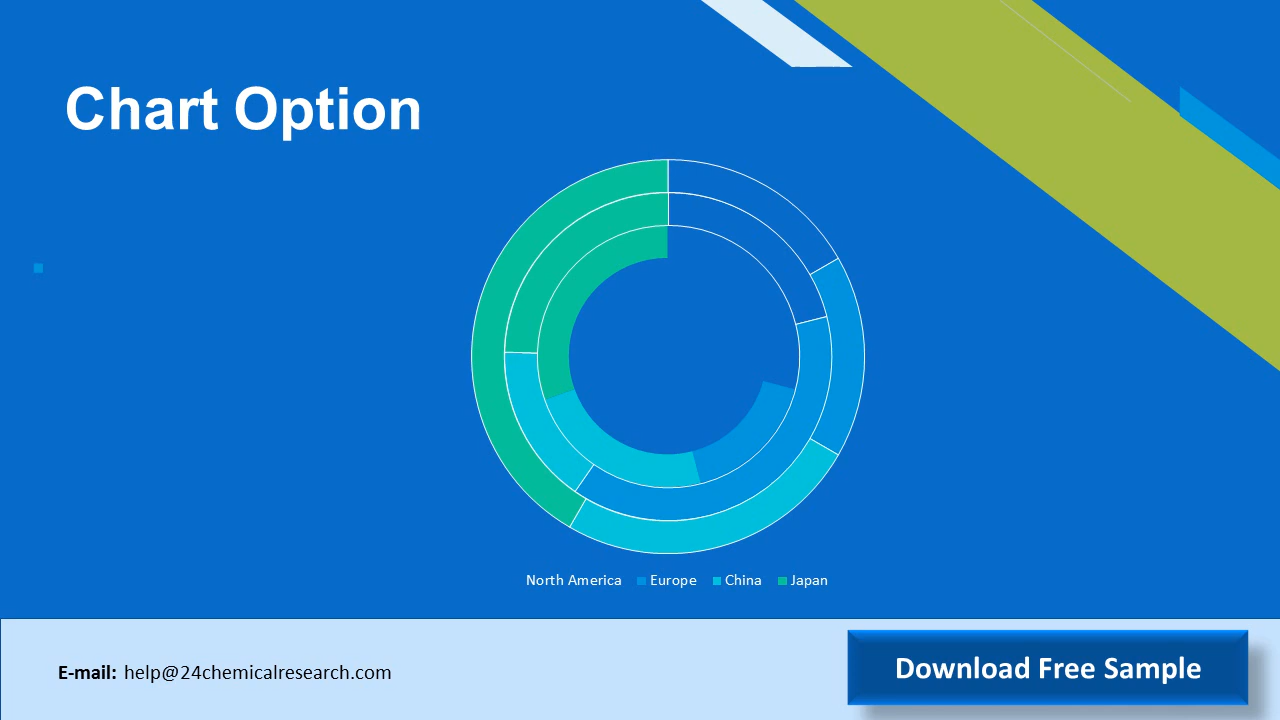 Chart Option
North America Europe China Japan
E-mail: help@24chemicalresearch.com
Download Free Sample